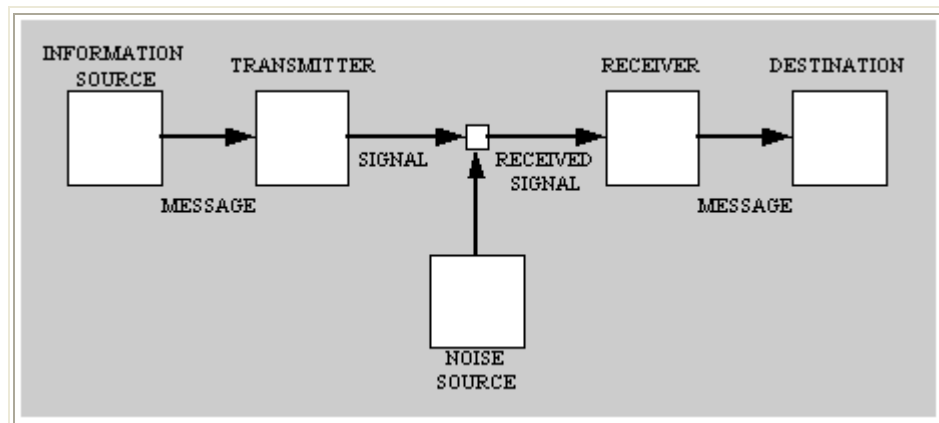 INFORMATION
SOURCE
TRANSMITTER
RECEIVER
DESTINATION
SIGNAL
RECEIVED
SIGNAL
MESSAGE
MESSAGE
NOISE
SOURCE